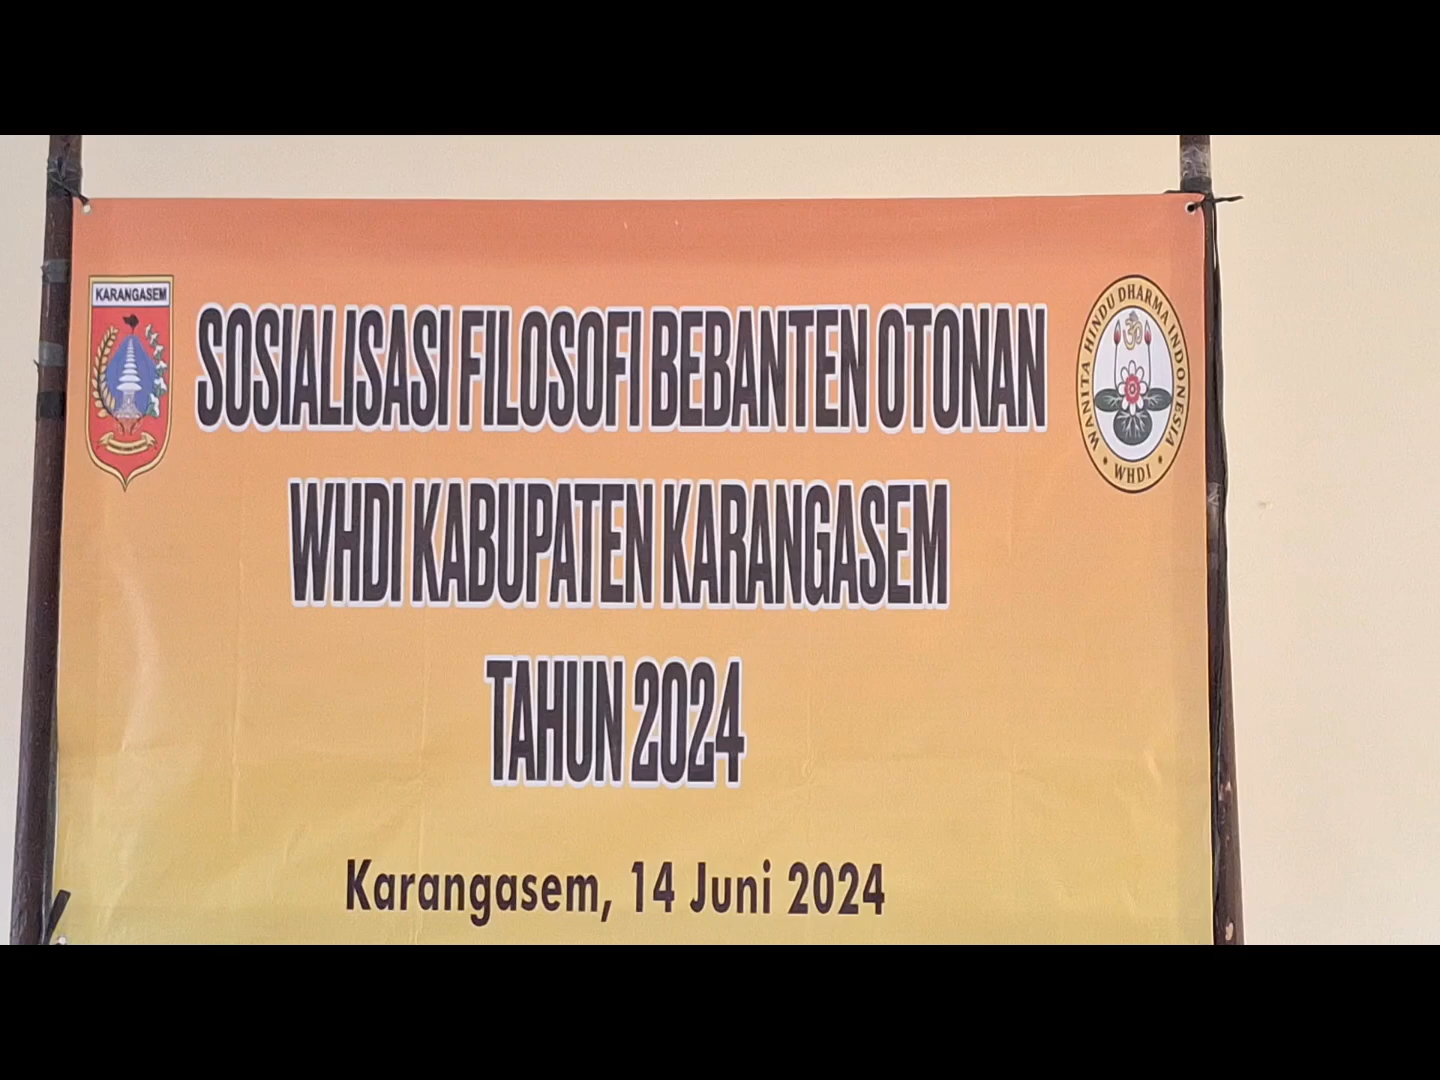 KARANGASEM
SOSIALISASI FILOSOFI BEBANTEN OTONAN
WANITA HINDU DHARMA INDONESIA
WHDI
WHDI KABUPATEN KARANGASEM
TAHUN 2024
Karangasem, 14 Juni 2024